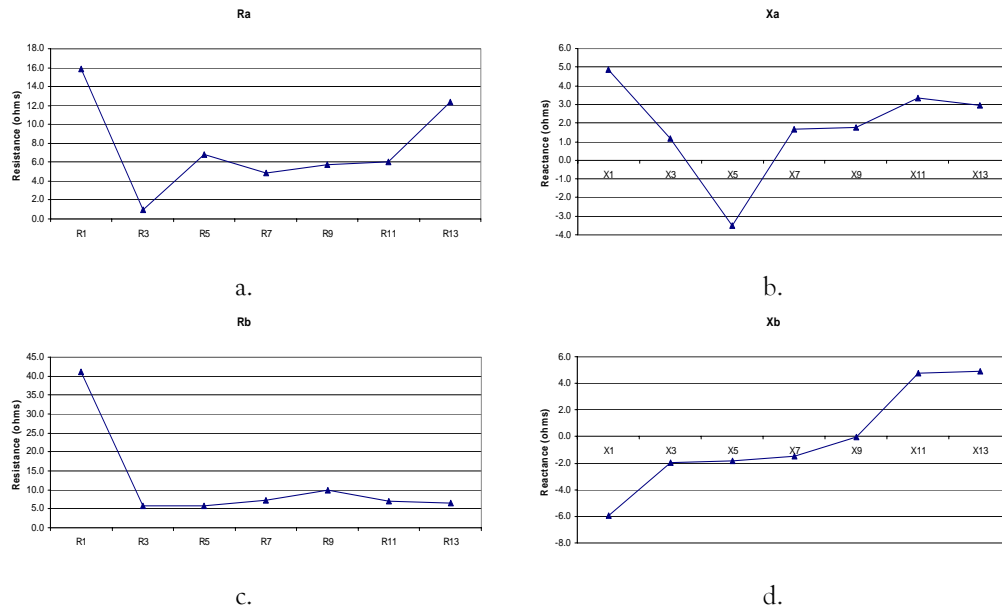 Ra
Resistance (ohms)
18.0
16.0
14.0
12.0
10.0
8.0
6.0
4.0
2.0
0.0
R1 R3 R5 R7 R9 R11 R13
a.
Xa
Reactance (ohms)
6.0
5.0
4.0
3.0
2.0
1.0
0.0
-1.0
-2.0
-3.0
-4.0
X1 X3 X5 X7 X9 X11 X13
b.
Rb
Resistance (ohms)
45.0
40.0
35.0
30.0
25.0
20.0
15.0
10.0
5.0
0.0
R1 R3 R5 R7 R9 R11 R13
c.
Xb
Reactance (ohms)
6.0
4.0
2.0
0.0
-2.0
-4.0
-6.0
-8.0
X1 X3 X5 X7 X9 X11 X13
d.